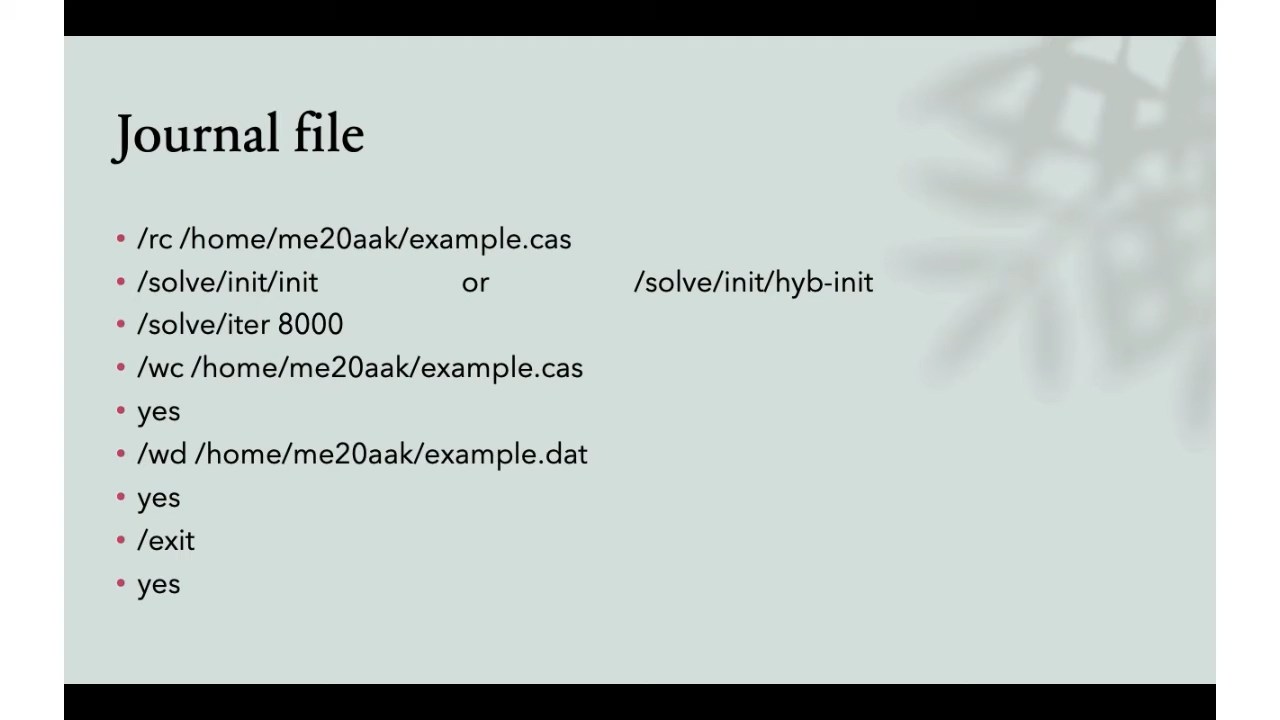 Journal file
• /rc /home/me20aak/example.cas
• /solve/init/init or /solve/init/hyb-init
• /solve/iter 8000
• /wc /home/me20aak/example.cas
• yes
• /wd /home/me20aak/example.dat
• yes
• /exit
• yes